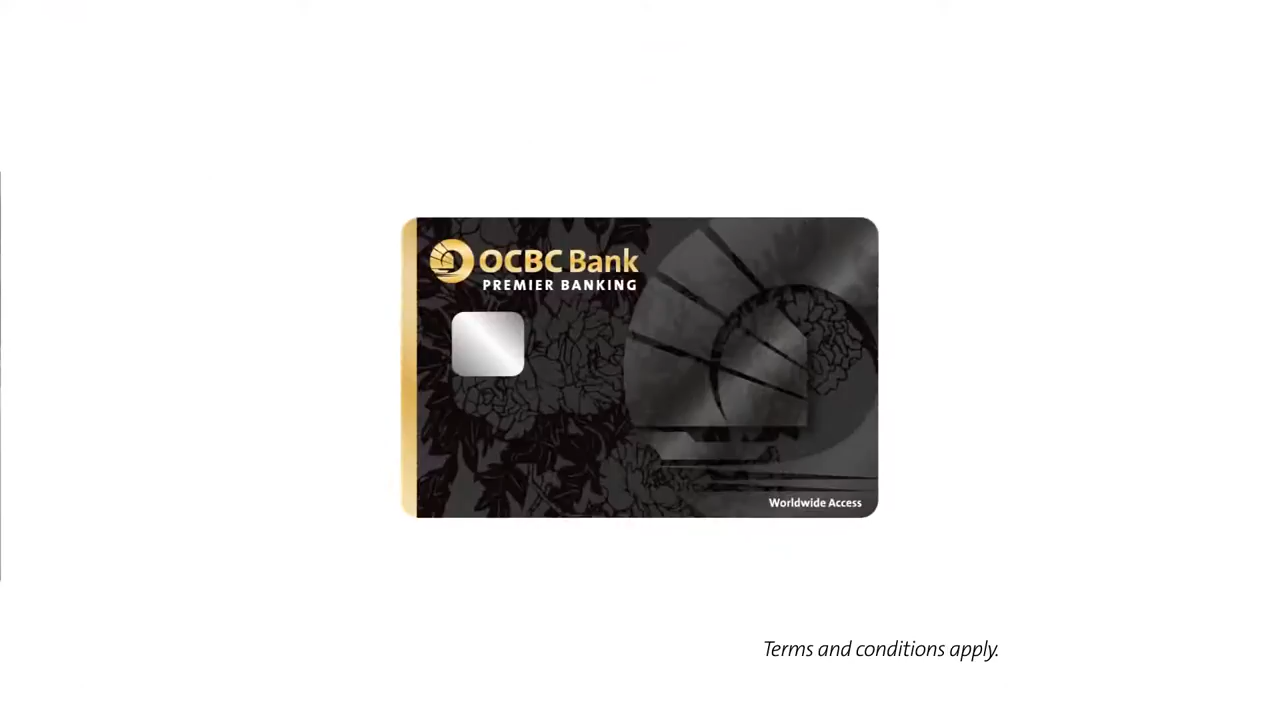 OCBC Bank
PREMIER BANKING
Worldwide Access
Terms and conditions apply.